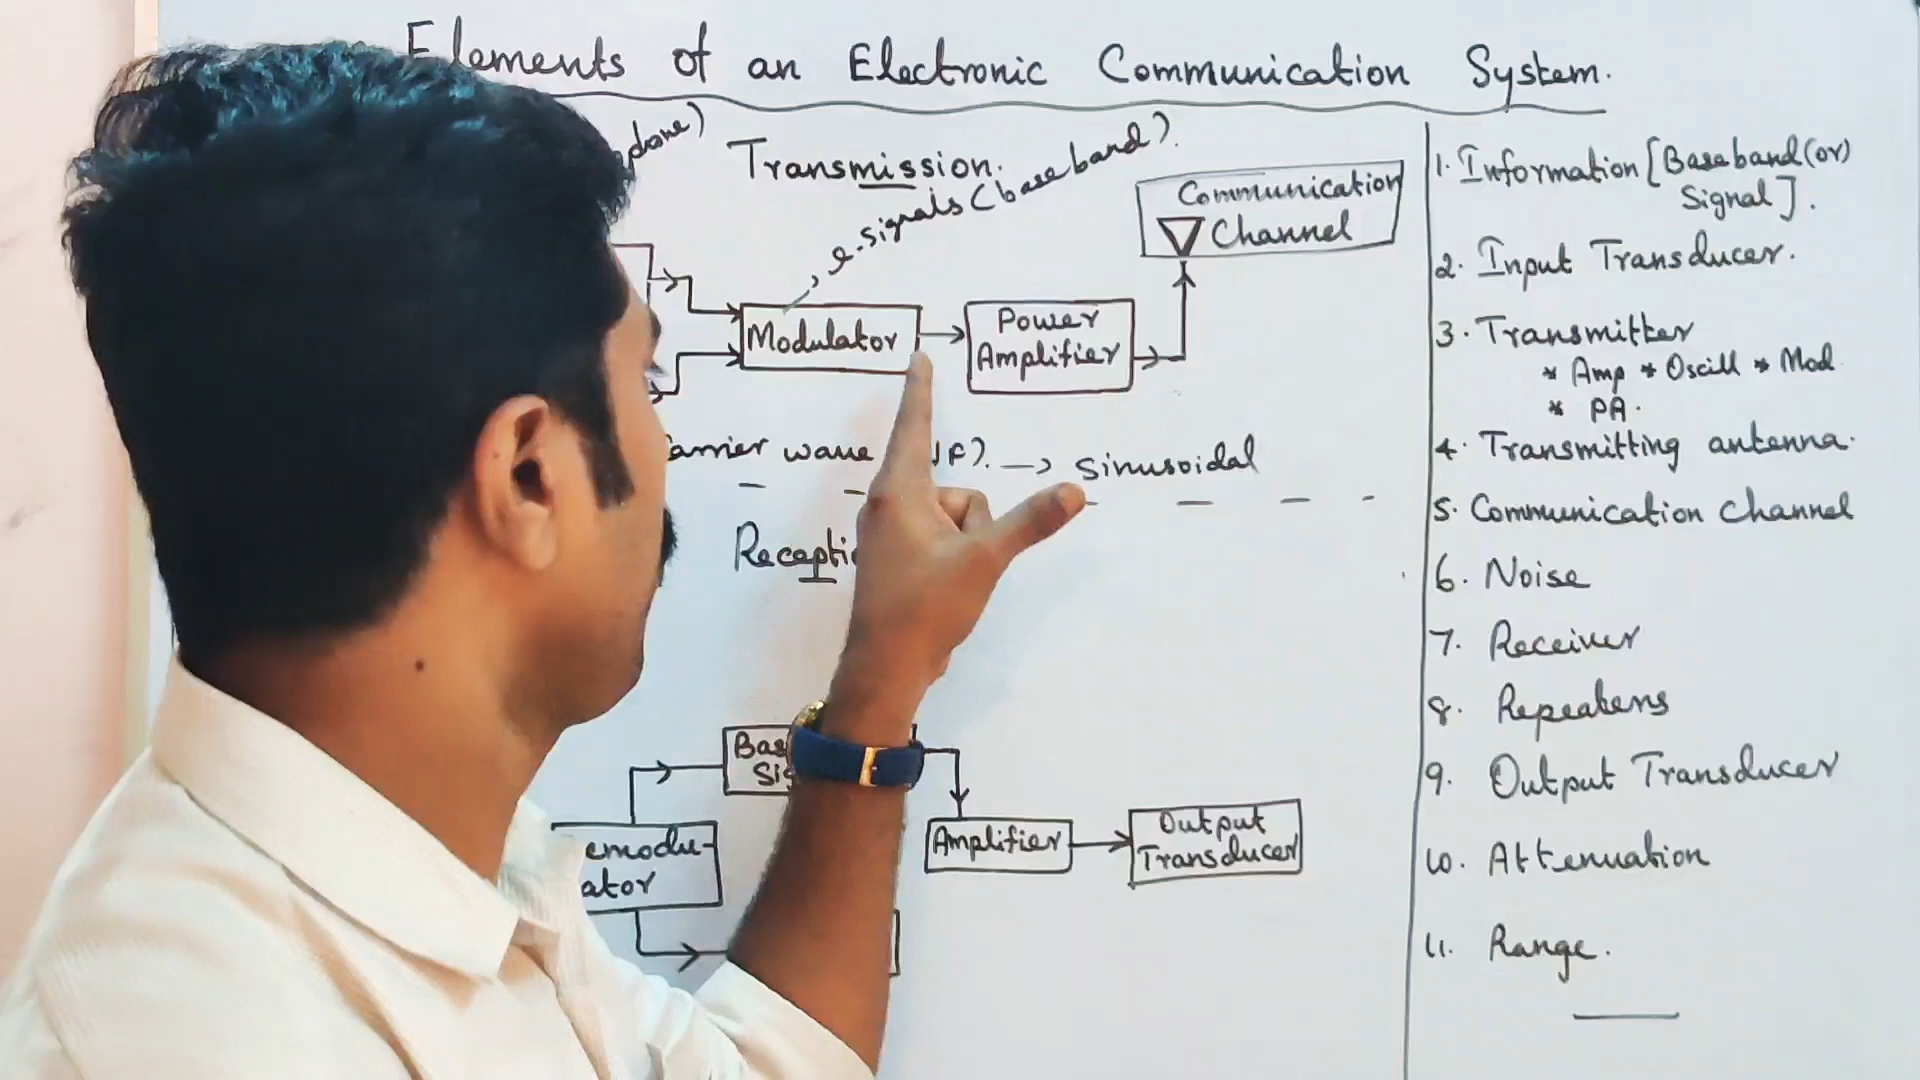 Elements of an Electronic Communication System.
Transmission.
e-signals (baseband).
Communication
Channel
Modulator
Power
Amplifier
wave
→ Sinusoidal
Amplifier
Output
Transducer
1. Information [Baseband (or)
Signal].
2. Input Transducer.
3. Transmitter
* Amp * Oscill * Mod
* PA.
4. Transmitting antenna.
5. Communication channel
6. Noise
7. Receiver
8. Repeaters
9. Output Transducer
10. Attenuation
11. Range.